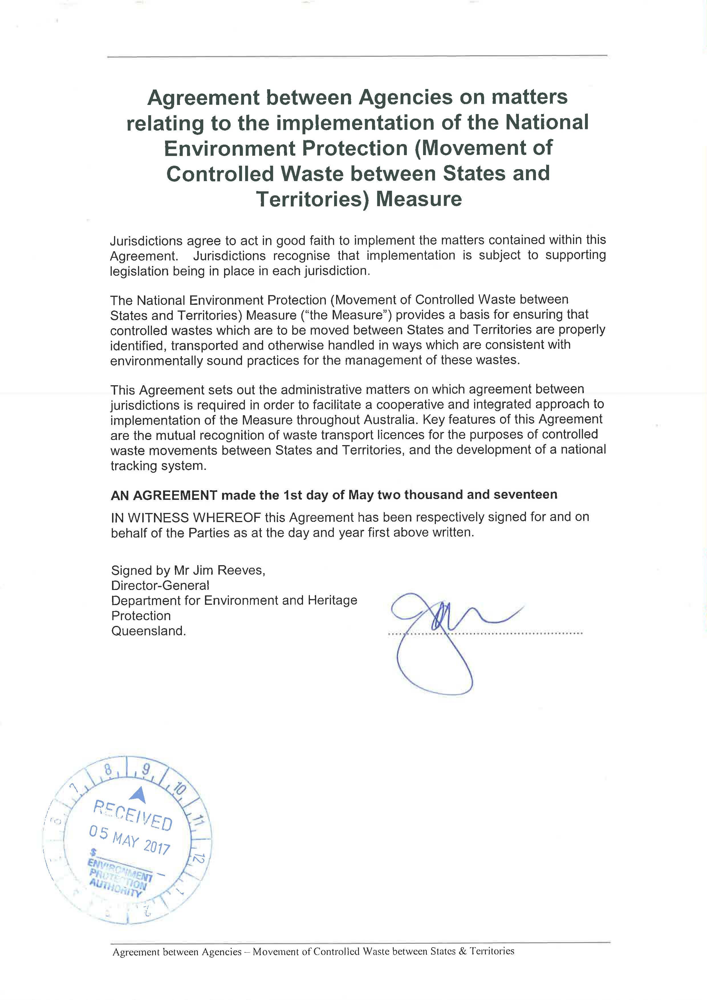 Agreement between Agencies on matters
relating to the implementation of the National
Environment Protection (Movement of
Controlled Waste between States and
Territories) Measure
Jurisdictions agree to act in good faith to implement the matters contained within this
Agreement. Jurisdictions recognise that implementation is subject to supporting
legislation being in place in each jurisdiction.
The National Environment Protection (Movement of Controlled Waste between
States and Territories) Measure (“the Measure”) provides a basis for ensuring that
controlled wastes which are to be moved between States and Territories are properly
identified, transported and otherwise handled in ways which are consistent with
environmentally sound practices for the management of these wastes.
This Agreement sets out the administrative matters on which agreement between
jurisdictions is required in order to facilitate a cooperative and integrated approach to
implementation of the Measure throughout Australia. Key features of this Agreement
are the mutual recognition of waste transport licences for the purposes of controlled
waste movements between States and Territories, and the development of a national
tracking system.
AN AGREEMENT made the 1st day of May two thousand and seventeen
IN WITNESS WHEREOF this Agreement has been respectively signed for and on
behalf of the Parties as at the day and year first above written.
Signed by Mr Jim Reeves,
Director-General
Department for Environment and Heritage
Protection
Queensland.
7 8 9 10 11 12 1 2
RECEIVED
05 MAY 2017
$
ENVIRONMENT
PROTECTION
AUTHORITY
Agreement between Agencies – Movement of Controlled Waste between States & Territories